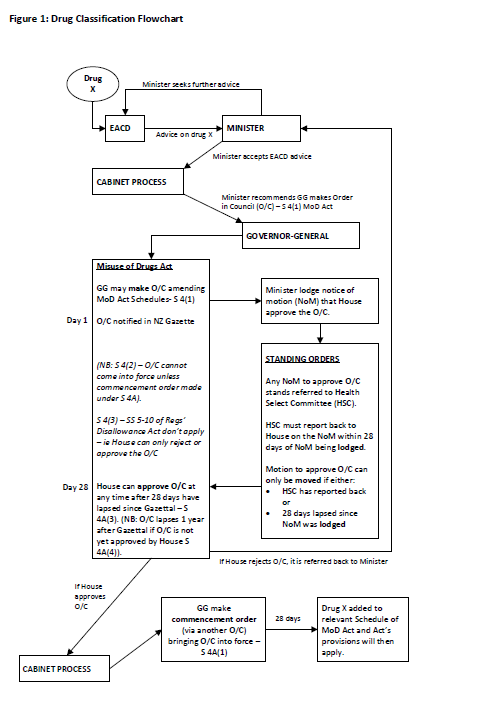 Figure 1: Drug Classification Flowchart
Drug
X
Minister seeks further advice
EACD
Advice on drug X
MINISTER
Minister accepts EACD advice
CABINET PROCESS
Minister recommends GG makes Order
in Council (O/C) – S 4(1) MoD Act
GOVERNOR-GENERAL
Misuse of Drugs Act
GG may make O/C amending
MoD Act Schedules- S 4(1)
Day 1
O/C notified in NZ Gazette
(NB: S 4(2) – O/C cannot
come into force unless
commencement order made
under S 4A).
S 4(3) – SS 5-10 of Regs'
Disallowance Act don't apply
– ie House can only reject or
approve the O/C
Day 28
House can approve O/C at
any time after 28 days have
lapsed since Gazettal – S
4A(3). (NB: O/C lapses 1 year
after Gazettal if O/C is not
yet approved by House S
4A(4)).
Minister lodge notice of
motion (NoM) that House
approve the O/C.
STANDING ORDERS
Any NoM to approve O/C
stands referred to Health
Select Committee (HSC).
HSC must report back to
House on the NoM within 28
days of NoM being lodged.
Motion to approve O/C can
only be moved if either:
• HSC has reported back
or
• 28 days lapsed since
NoM was lodged
If House rejects O/C, it is referred back to Minister
If House
approves
O/C
CABINET PROCESS
GG make
commencement order
(via another O/C)
bringing O/C into force –
S 4A(1)
28 days
Drug X added to
relevant Schedule of
MoD Act and Act's
provisions will then
apply.